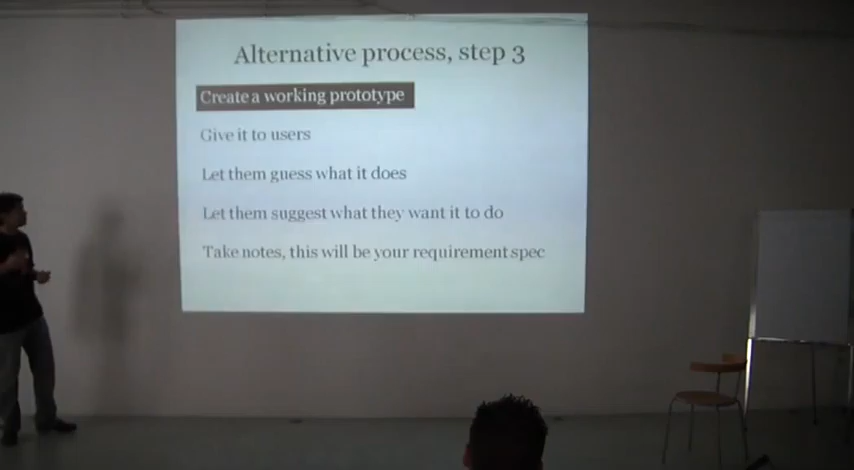 Alternative process, step 3
Create a working prototype
Give it to users
Let them guess what it does
Let them suggest what they want it to do
Take notes, this will be your requirement spec